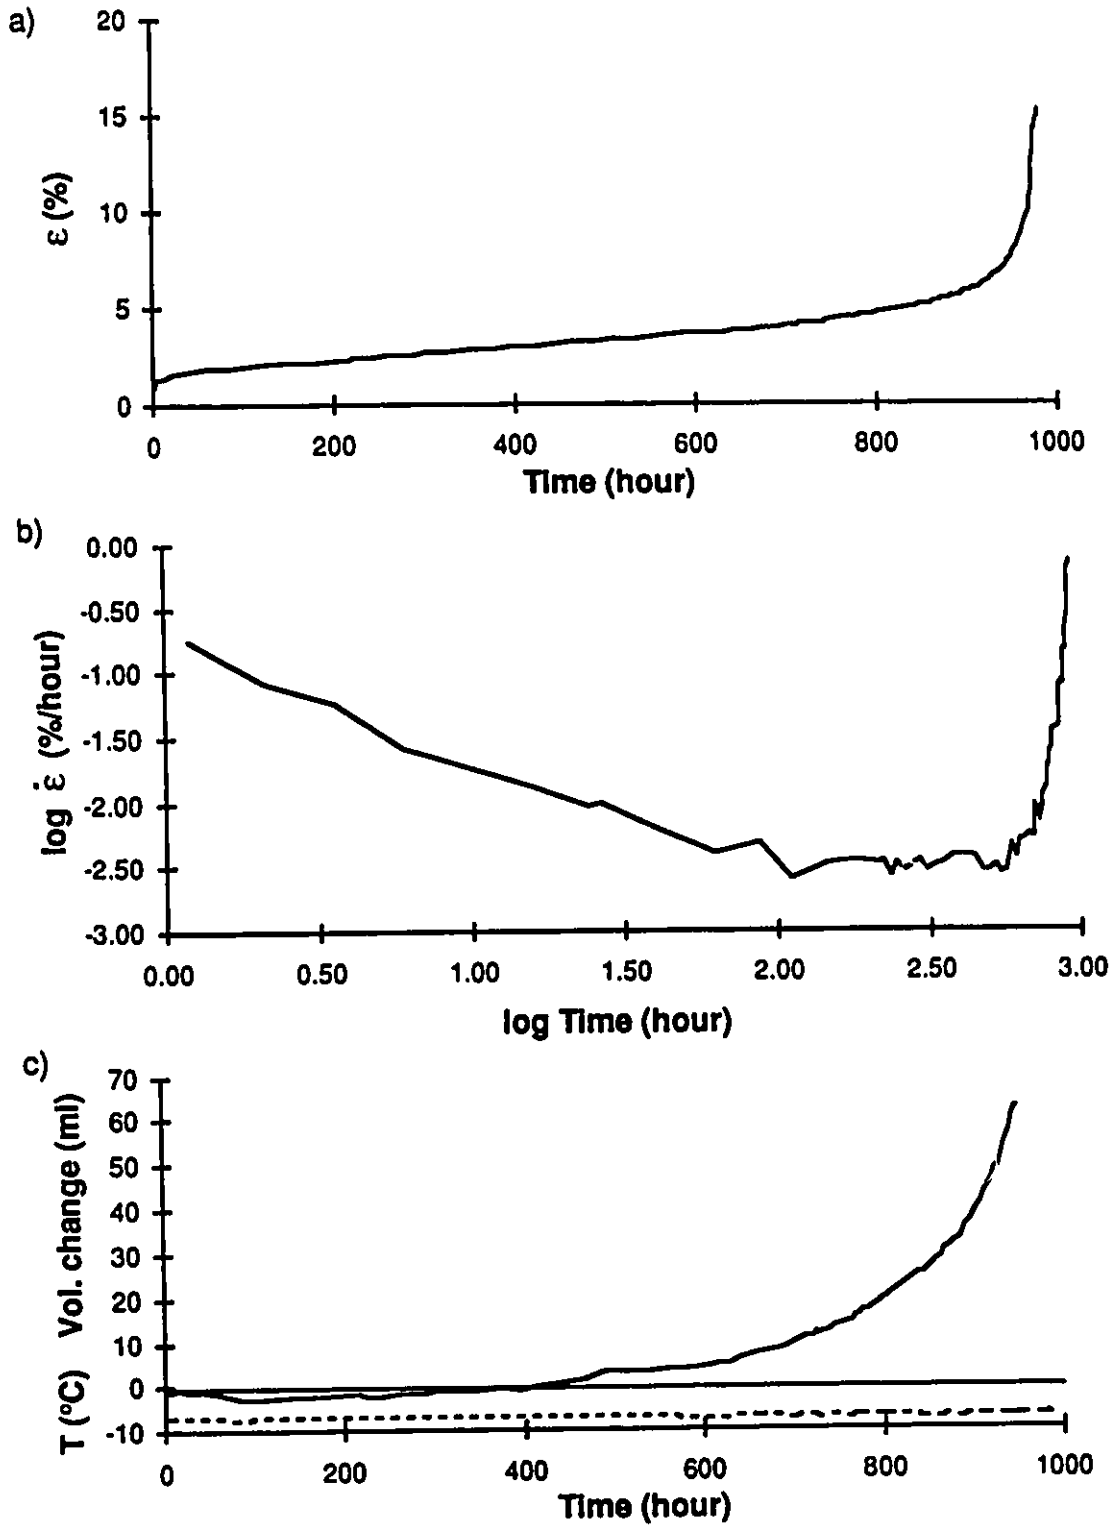 a)
20
15
10
5
0
ε (%)
0 200 400 600 800 1000
Time (hour)
b)
0.00
-0.50
-1.00
-1.50
-2.00
-2.50
-3.00
log ε̇ (%/hour)
0.00 0.50 1.00 1.50 2.00 2.50 3.00
log Time (hour)
c)
70
60
50
40
30
20
10
0
-10
T (ºC) Vol. change (ml)
0 200 400 600 800 1000
Time (hour)